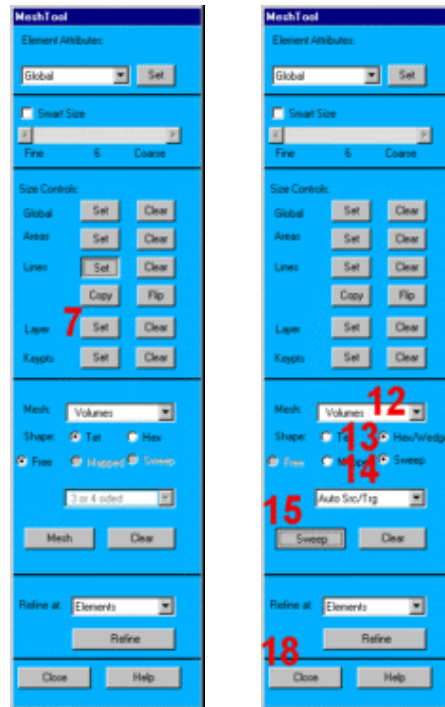 MeshTool
Element Attributes:
Global Set
Smart Size
Fine 6 Coarse
Size Controls:
Global Set Clear
Areas Set Clear
Lines Set Clear
Copy Flip
7
Layer Set Clear
Keypts Set Clear
Mesh: Volumes
Shape: Tet Hex
Free Mapped Sweep
3 or 4 sided
Mesh Clear
Refine at: Elements
Refine
Close Help
MeshTool
Element Attributes:
Global Set
Smart Size
Fine 6 Coarse
Size Controls:
Global Set Clear
Areas Set Clear
Lines Set Clear
Copy Flip
Layer Set Clear
Keypts Set Clear
Mesh: Volumes 12
Shape: 13 Hex/Wedge
Free 14 Sweep
15 Auto Src/Trg
Sweep Clear
Refine at: Elements
Refine
18
Close Help